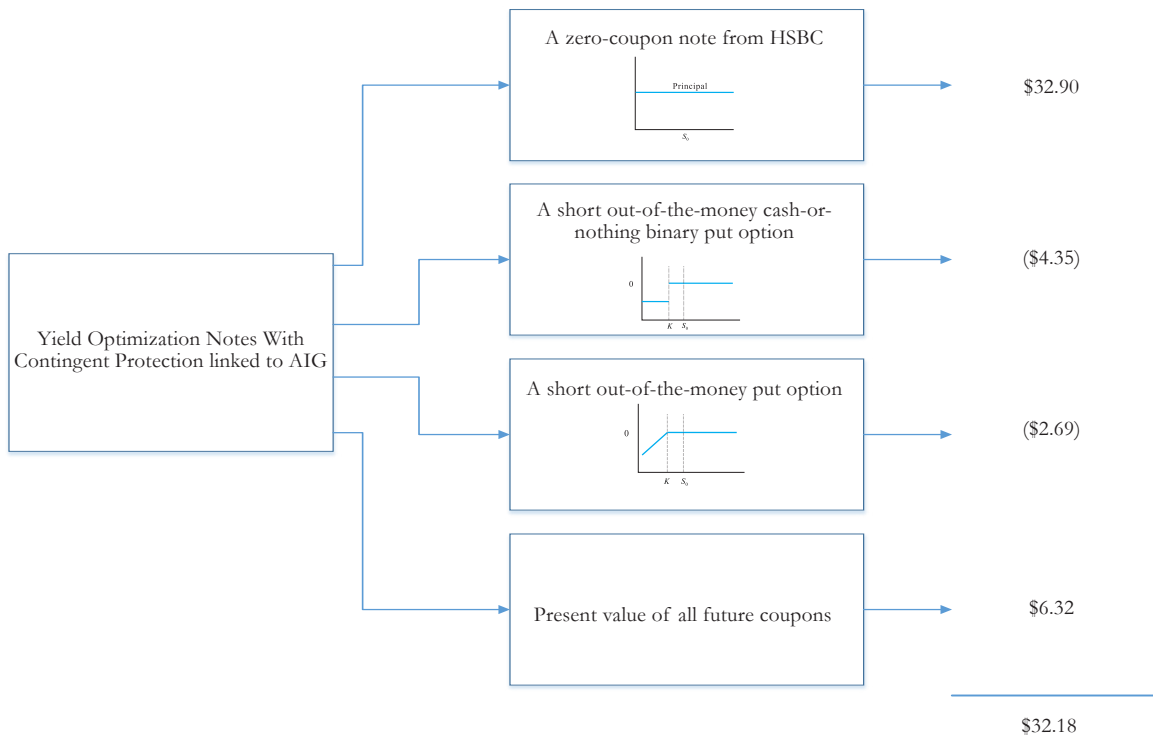 A zero-coupon note from HSBC
Principal
S₀
$32.90
A short out-of-the-money cash-or-
nothing binary put option
0
K S₀
($4.35)
Yield Optimization Notes With
Contingent Protection linked to AIG
A short out-of-the-money put option
0
K S₀
($2.69)
Present value of all future coupons
$6.32
$32.18